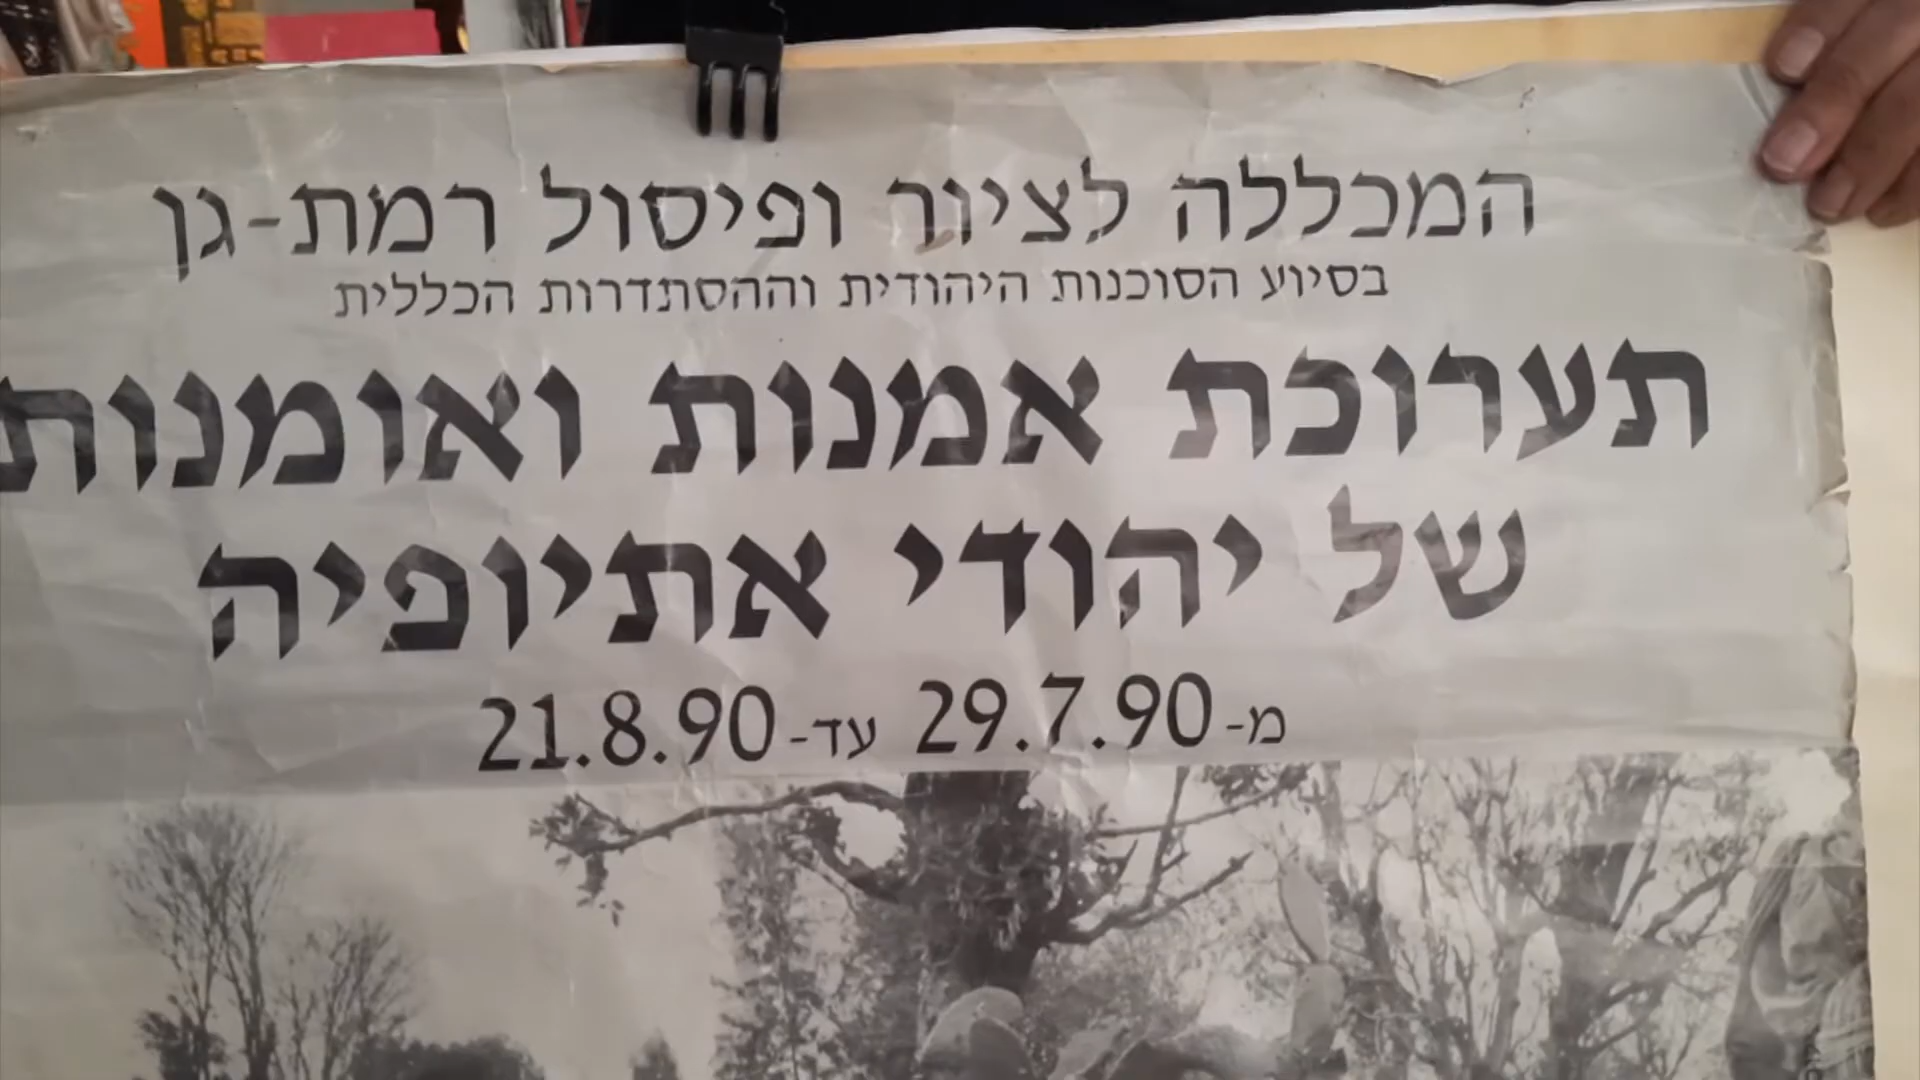 המכללה לציור ופיסול רמת-גן
בסיוע הסוכנות היהודית וההסתדרות הכללית
תערוכת אמנות ואומנות
של יהודי אתיופיה
מ-29.7.90 עד-21.8.90